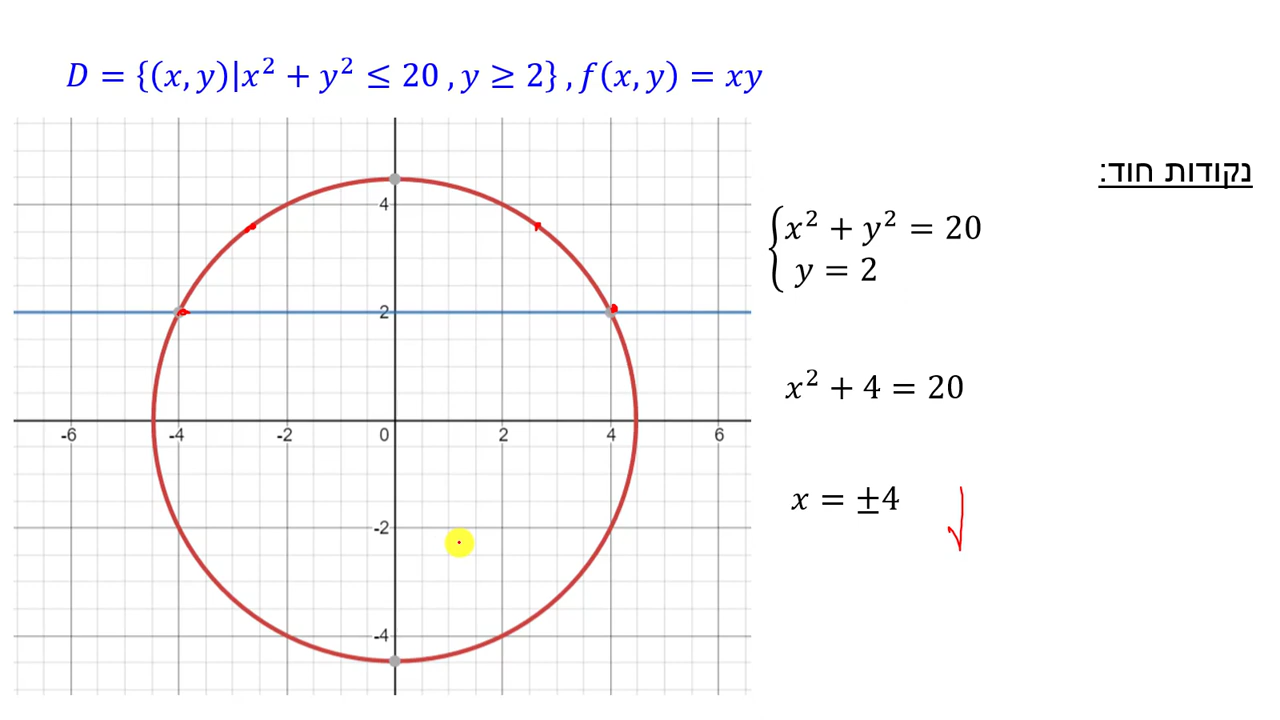 D = {(x, y)|x² + y² ≤ 20 , y ≥ 2} , f(x, y) = xy
נקודות חוד:
{x² + y² = 20
y = 2
x² + 4 = 20
x = ±4
4
2
-6 -4 -2 0 2 4 6
-2
-4